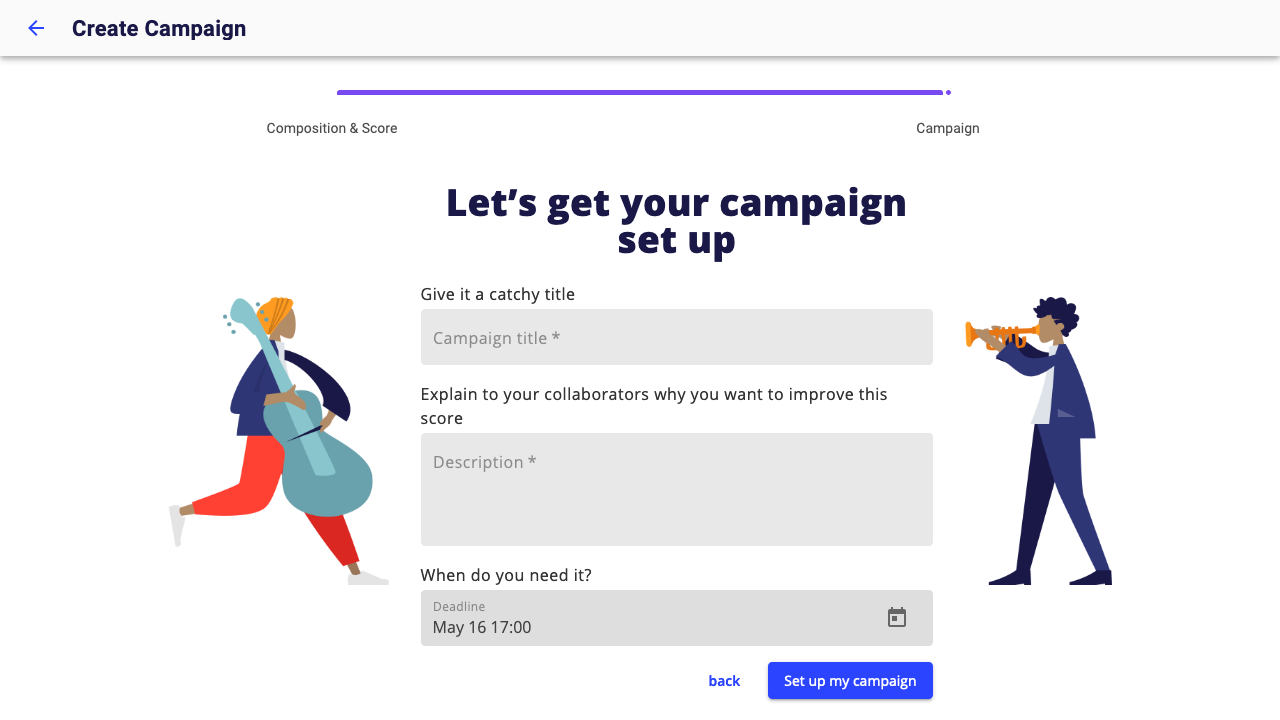 Create Campaign
Composition & Score
Campaign
Let’s get your campaign
set up
Give it a catchy title
Campaign title *
Explain to your collaborators why you want to improve this
score
Description *
When do you need it?
Deadline
May 16 17:00
back
Set up my campaign